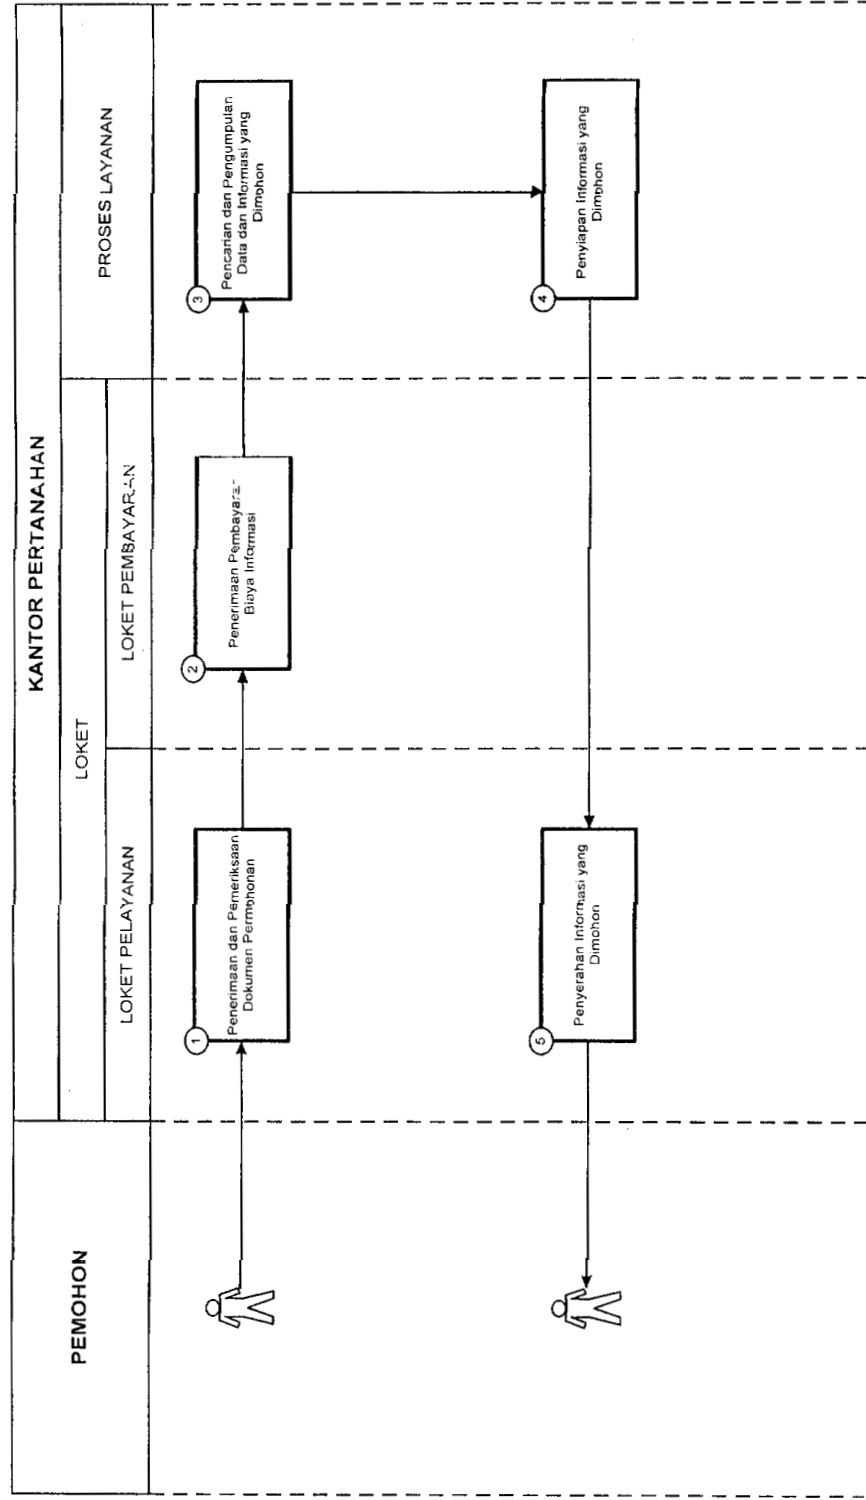 PEMOHON
KANTOR PERTANAHAN
LOKET
PROSES LAYANAN
LOKET PELAYANAN
LOKET PEMBAYARAN
1
Penerimaan dan Pemeriksaan
Dokumen Permohonan
2
Penerimaan Pembayaran
Biaya Informasi
3
Pencarian dan Pengumpulan
Data dan Informasi yang
Dimohon
4
Penyiapan Informasi yang
Dimohon
5
Penyerahan Informasi yang
Dimohon